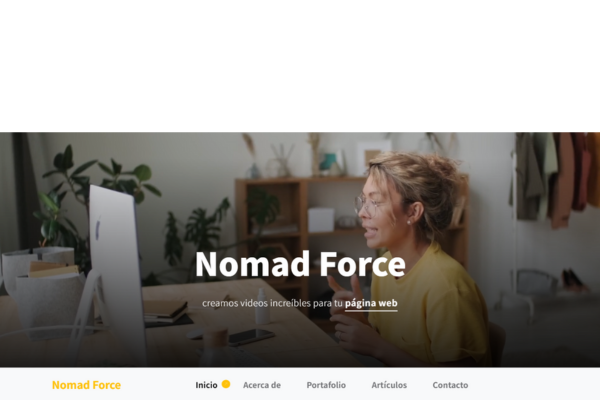 Nomad Force
creamos videos increíbles para tu página web
Nomad Force
Inicio
Acerca de
Portafolio
Artículos
Contacto